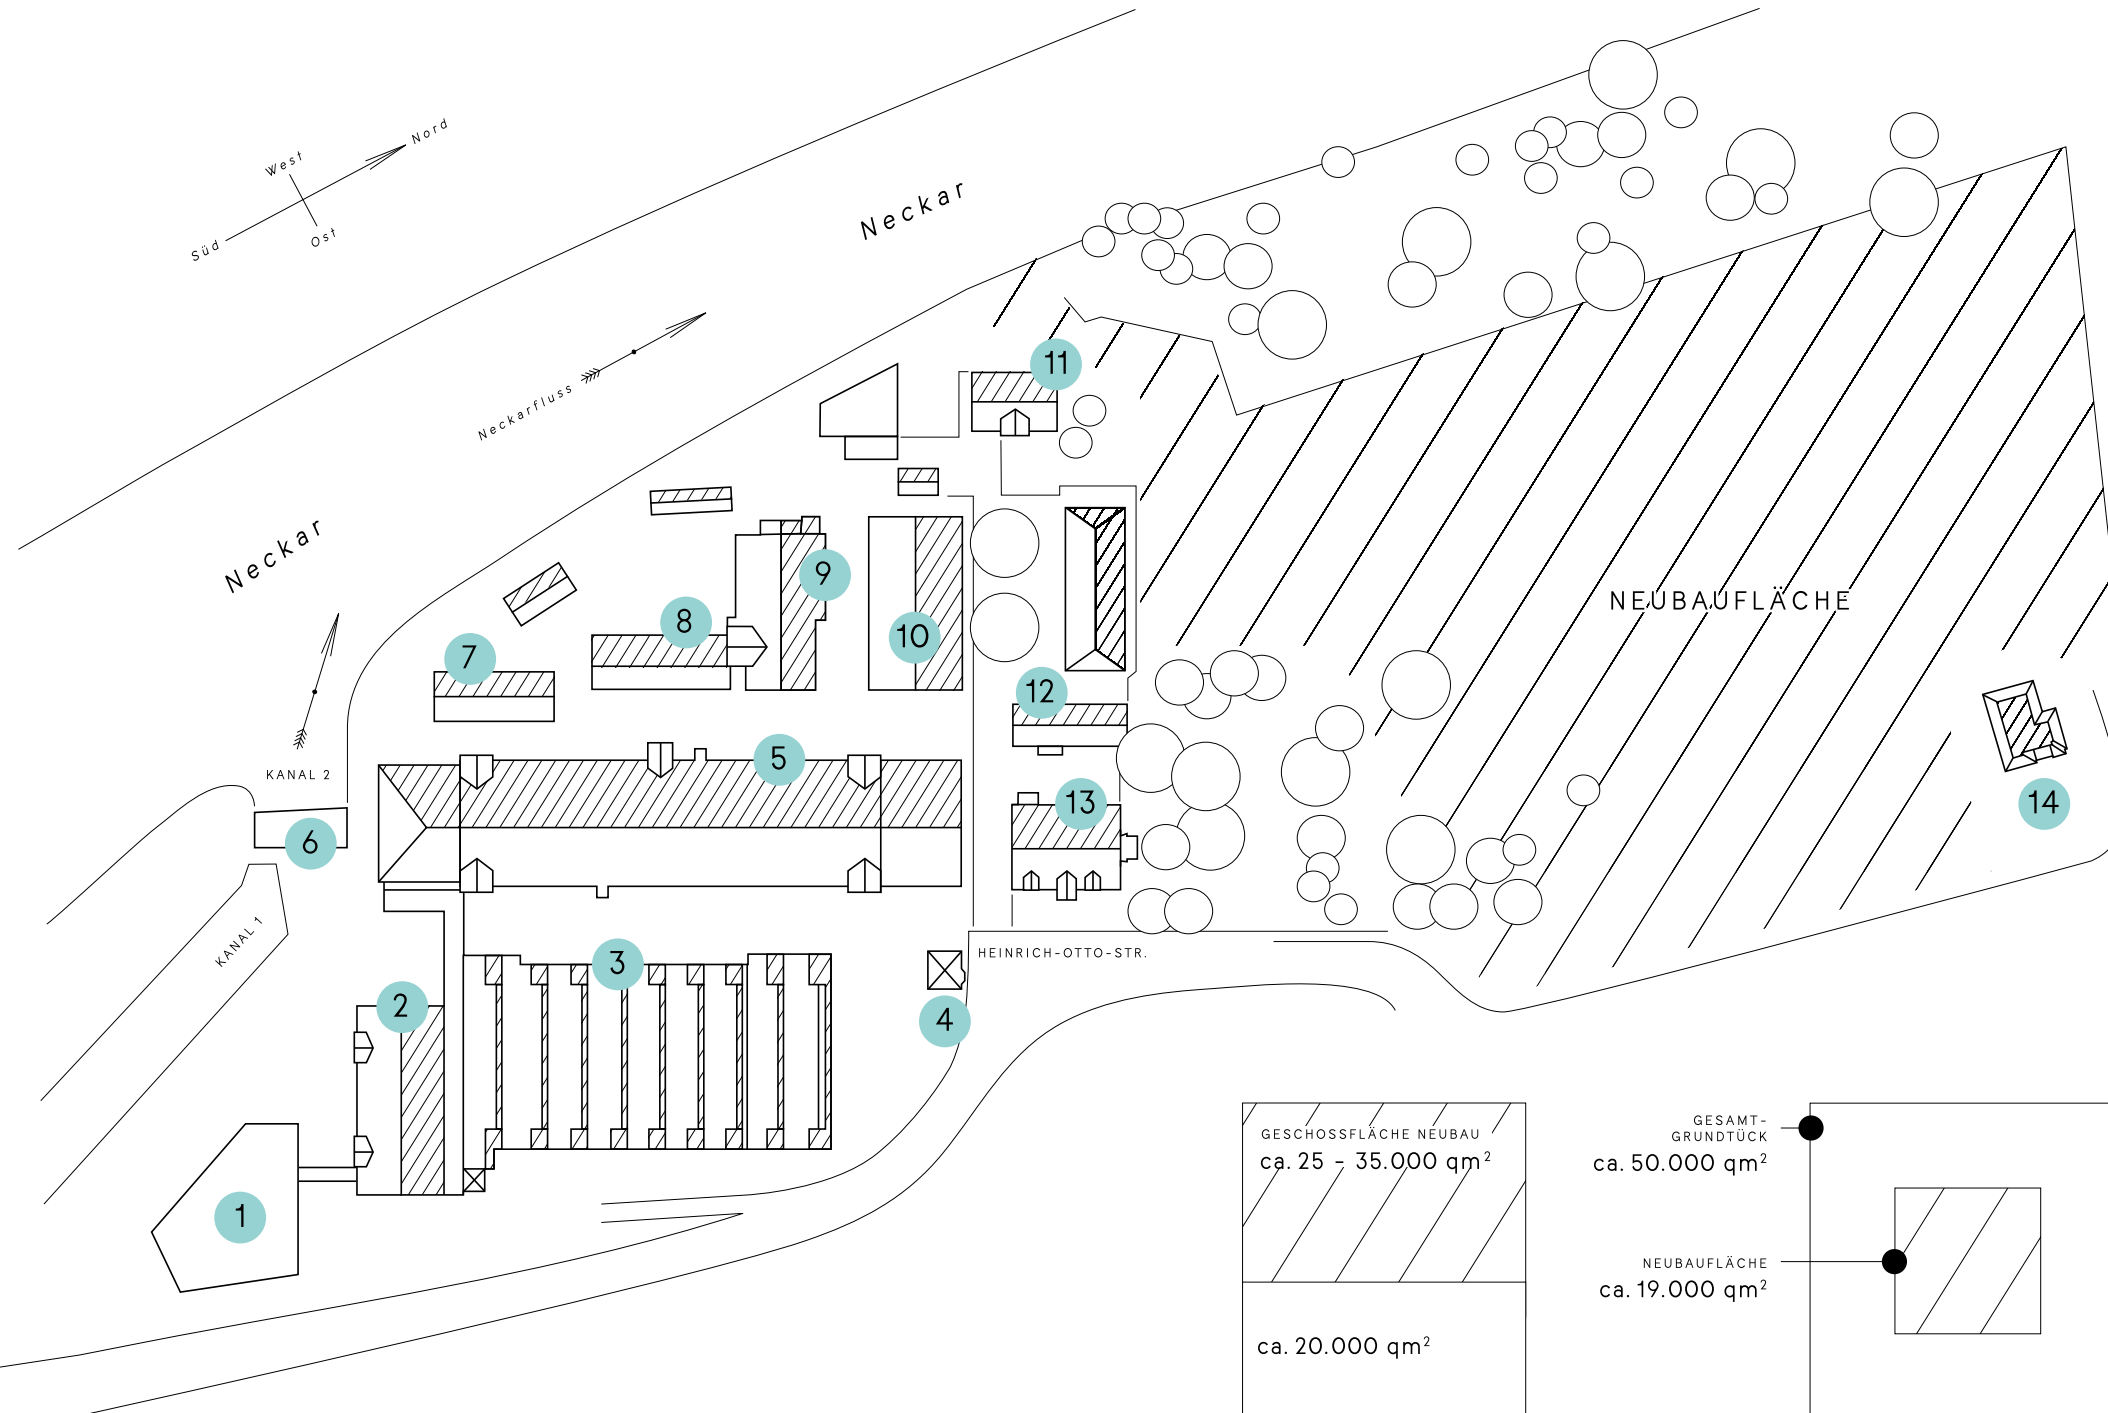 Nord
West
Süd
Ost
Neckar
Neckarfluss
Neckar
11
9
8
10
7
NEUBAUFLÄCHE
12
5
KANAL 2
13
14
6
KANAL 1
HEINRICH-OTTO-STR.
3
2
4
1
GESCHOSSFLÄCHE NEUBAU
ca. 25 - 35.000 qm²
ca. 20.000 qm²
GESAMT-
GRUNDTÜCK
ca. 50.000 qm²
NEUBAUFLÄCHE
ca. 19.000 qm²